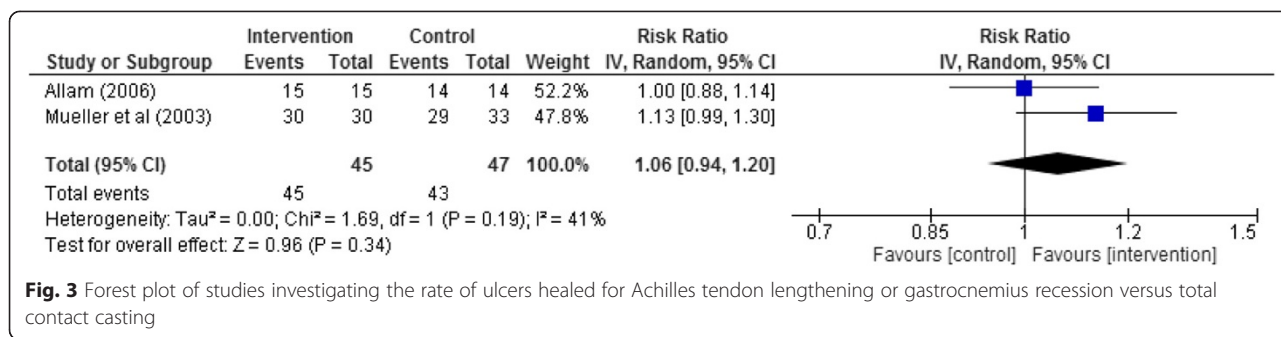 Intervention Control Risk Ratio Risk Ratio
Study or Subgroup Events Total Events Total Weight IV, Random, 95% CI IV, Random, 95% CI
Allam (2006) 15 15 14 14 52.2% 1.00 [0.88, 1.14]
Mueller et al (2003) 30 30 29 33 47.8% 1.13 [0.99, 1.30]
Total (95% CI) 45 47 100.0% 1.06 [0.94, 1.20]
Total events 45 43
Heterogeneity: Tau² = 0.00; Chi² = 1.69, df = 1 (P = 0.19); I² = 41%
Test for overall effect: Z = 0.96 (P = 0.34)
0.7 0.85 1 1.2 1.5
Favours [control] Favours [intervention]
Fig. 3 Forest plot of studies investigating the rate of ulcers healed for Achilles tendon lengthening or gastrocnemius recession versus total
contact casting